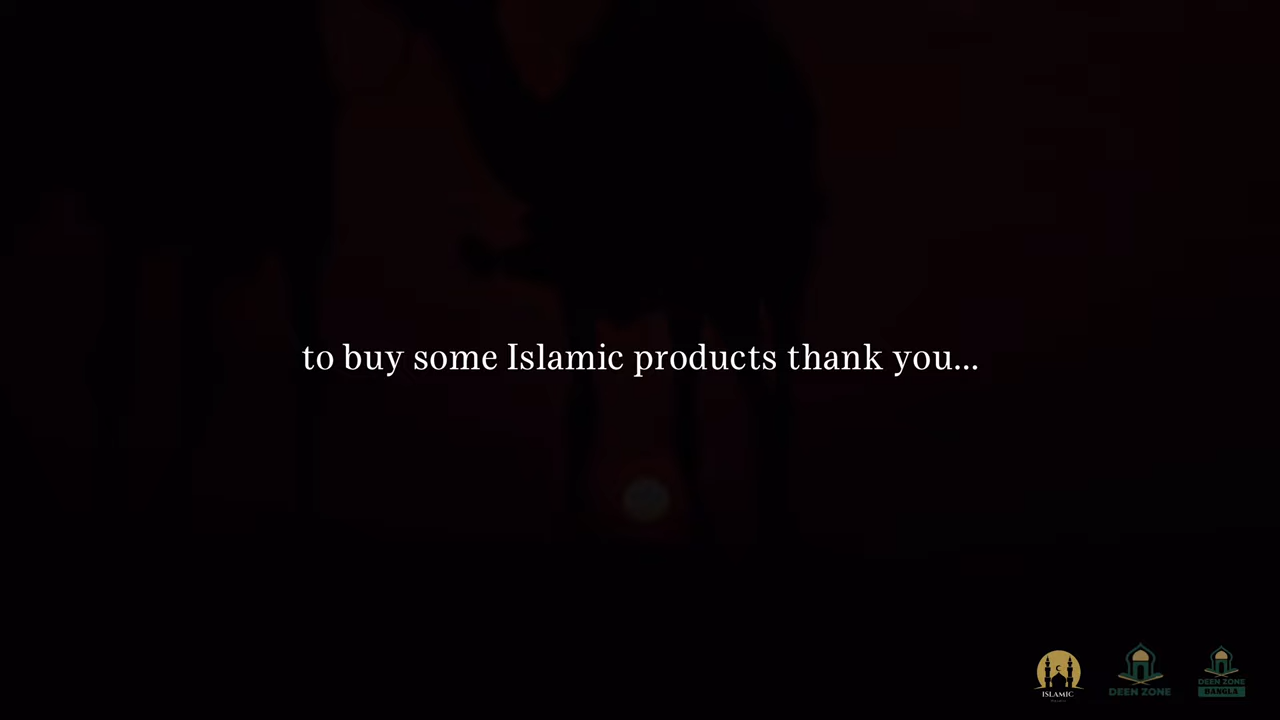 to buy some Islamic products thank you...
ISLAMIC
DEEN ZONE
DEEN ZONE
BANGLA